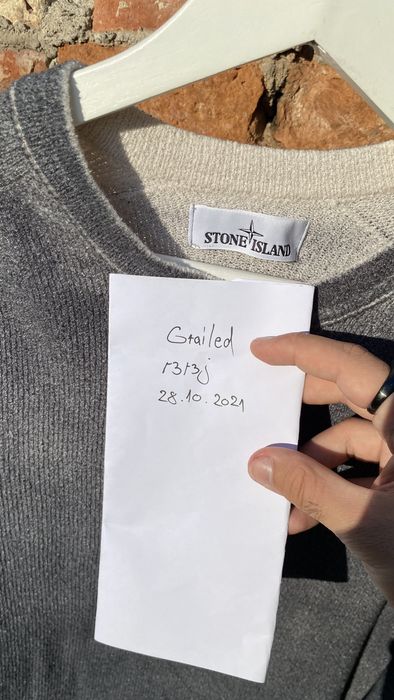 STONE ISLAND
Grailed
r3r3j
28.10.2021